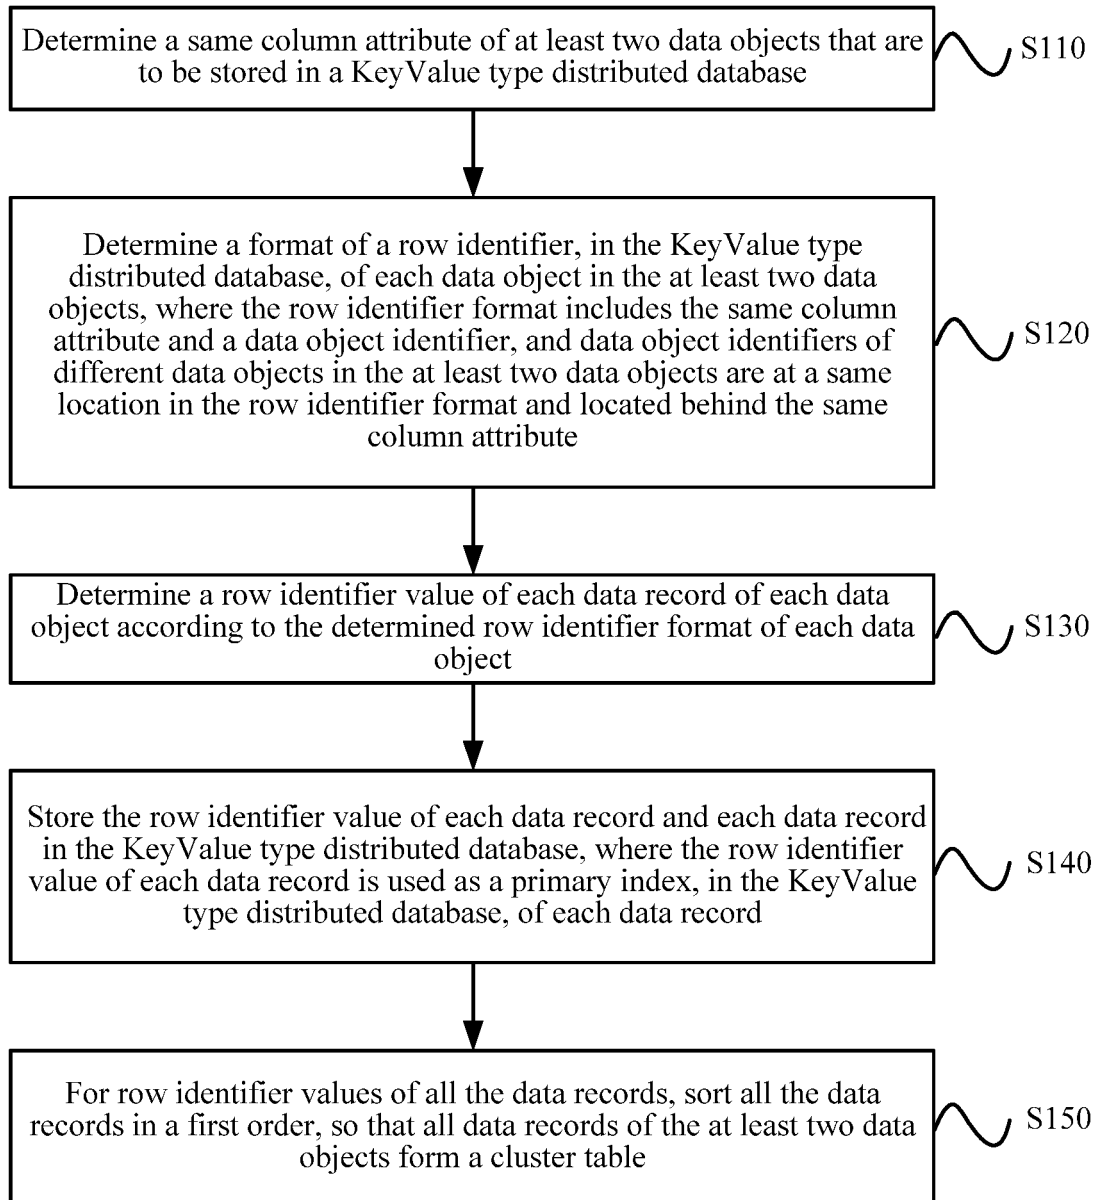 Determine a same column attribute of at least two data objects that are
to be stored in a KeyValue type distributed database
S110
Determine a format of a row identifier, in the KeyValue type
distributed database, of each data object in the at least two data
objects, where the row identifier format includes the same column
attribute and a data object identifier, and data object identifiers of
different data objects in the at least two data objects are at a same
location in the row identifier format and located behind the same
column attribute
S120
Determine a row identifier value of each data record of each data
object according to the determined row identifier format of each data
object
S130
Store the row identifier value of each data record and each data record
in the KeyValue type distributed database, where the row identifier
value of each data record is used as a primary index, in the KeyValue
type distributed database, of each data record
S140
For row identifier values of all the data records, sort all the data
records in a first order, so that all data records of the at least two data
objects form a cluster table
S150